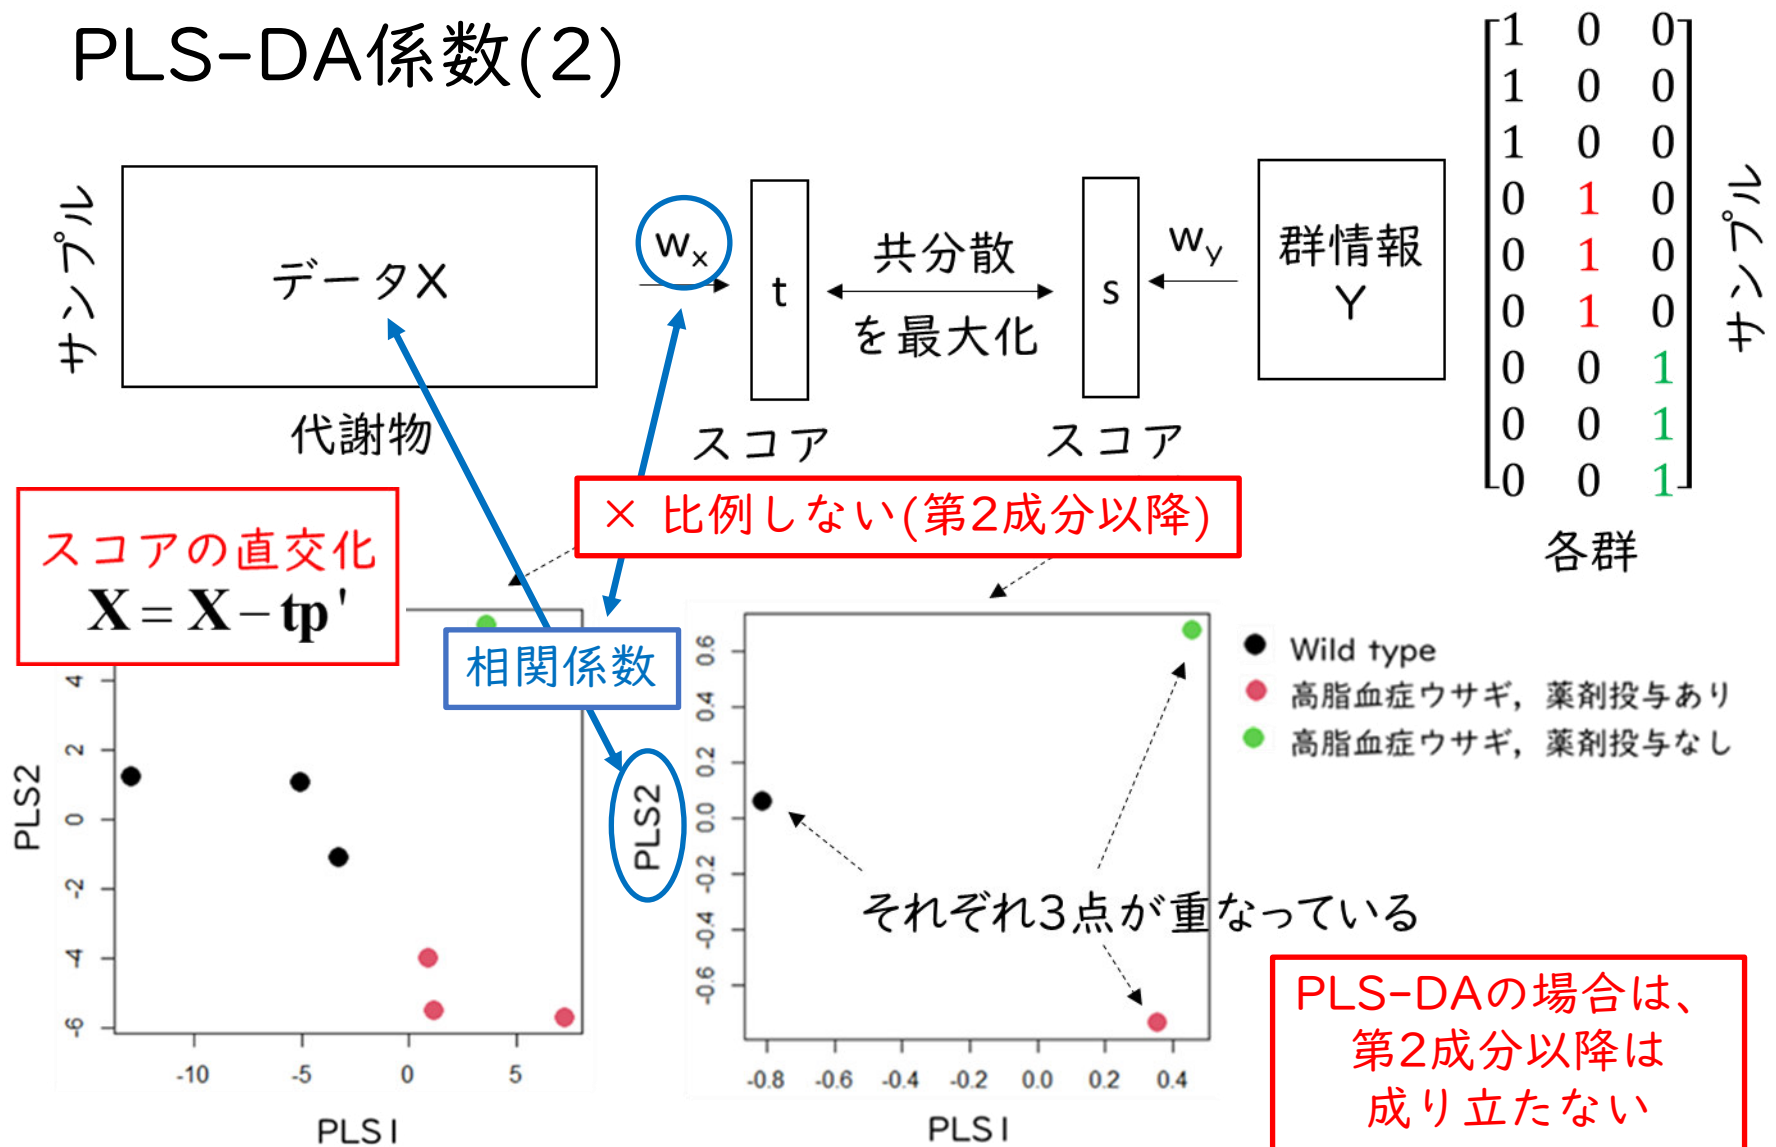 PLS-DA係数(2)
1 0 0
1 0 0
1 0 0
0 1 0
0 1 0
0 1 0
0 0 1
0 0 1
0 0 1
各群
サンプル
サンプル
データX
代謝物
wx
t
スコア
共分散
を最大化
s
スコア
wy
群情報
Y
× 比例しない(第2成分以降)
スコアの直交化
X = X − tp'
相関係数
4
2
0
-2
-4
-6
PLS2
-10 -5 0 5
PLS1
0.6
0.4
0.2
0.0
-0.2
-0.4
-0.6
PLS2
-0.8 -0.6 -0.4 -0.2 0.0 0.2 0.4
PLS1
それぞれ3点が重なっている
Wild type
高脂血症ウサギ，薬剤投与あり
高脂血症ウサギ，薬剤投与なし
PLS-DAの場合は、
第2成分以降は
成り立たない